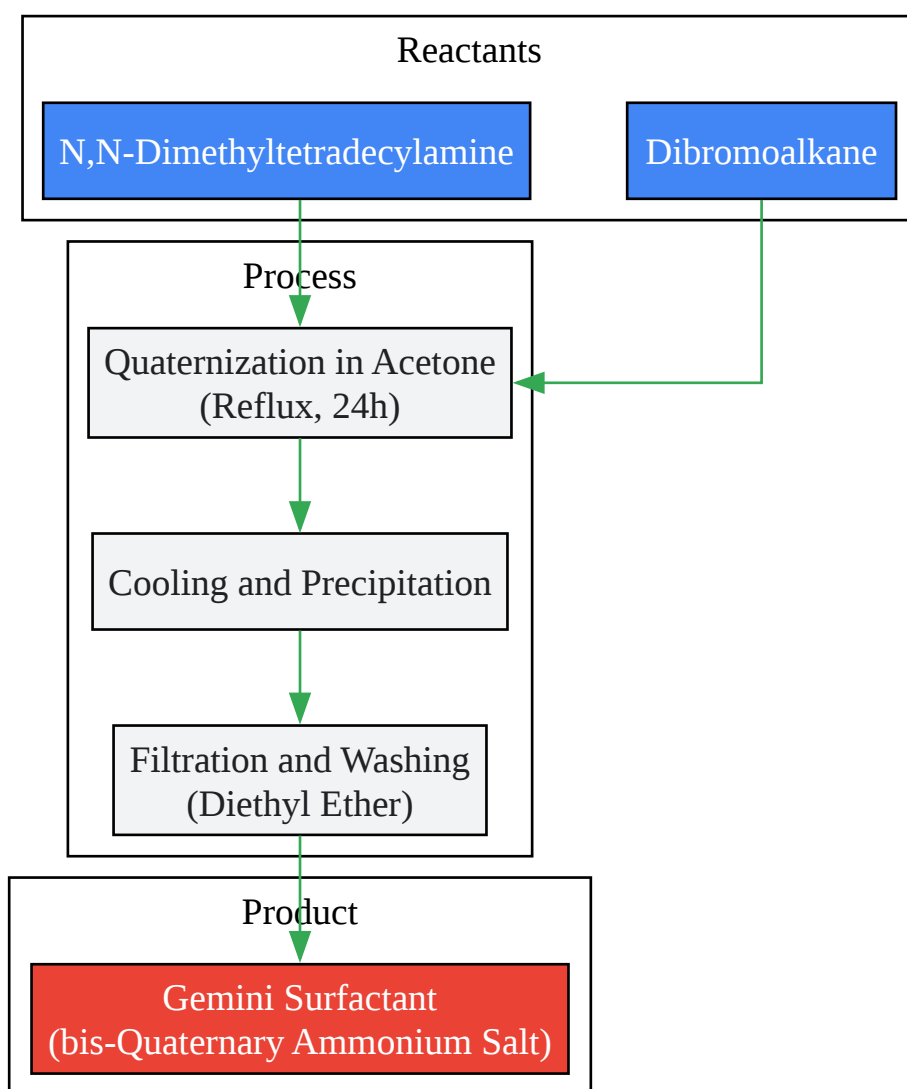 Reactants
N,N-Dimethyltetradecylamine
Dibromoalkane
Process
Quaternization in Acetone
(Reflux, 24h)
Cooling and Precipitation
Filtration and Washing
(Diethyl Ether)
Product
Gemini Surfactant
(bis-Quaternary Ammonium Salt)